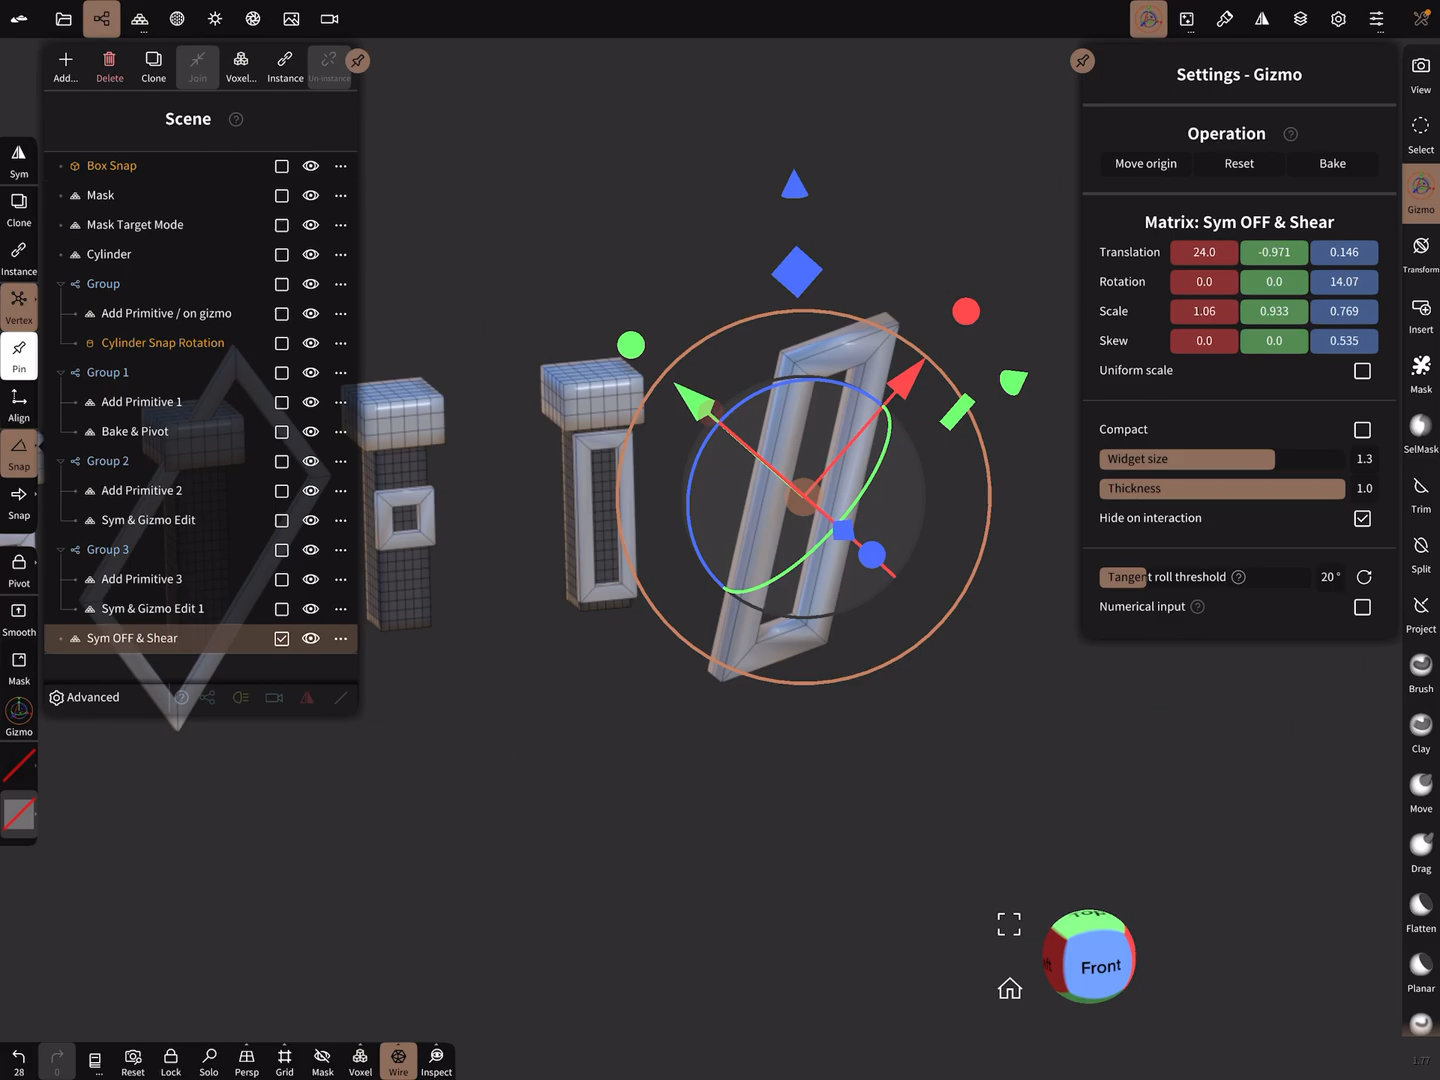 Add...
Delete
Clone
Join
Voxel...
Instance
Un-instance
Scene
Box Snap
Mask
Mask Target Mode
Cylinder
Group
Add Primitive / on gizmo
Cylinder Snap Rotation
Group 1
Add Primitive 1
Bake & Pivot
Group 2
Add Primitive 2
Sym & Gizmo Edit
Group 3
Add Primitive 3
Sym & Gizmo Edit 1
Sym OFF & Shear
Advanced
Sym
Clone
Instance
Vertex
Pin
Align
Snap
Snap
Pivot
Smooth
Mask
Gizmo
Settings - Gizmo
Operation
Move origin Reset Bake
Matrix: Sym OFF & Shear
Translation 24.0 -0.971 0.146
Rotation 0.0 0.0 14.07
Scale 1.06 0.933 0.769
Skew 0.0 0.0 0.535
Uniform scale
Compact
Widget size 1.3
Thickness 1.0
Hide on interaction
Tangent roll threshold 20°
Numerical input
View
Select
Gizmo
Transform
Insert
Mask
SelMask
Trim
Split
Project
Brush
Clay
Move
Drag
Flatten
Planar
Top
Front
28
0
...
Reset
Lock
Solo
Persp
Grid
Mask
Voxel
Wire
Inspect
1.77